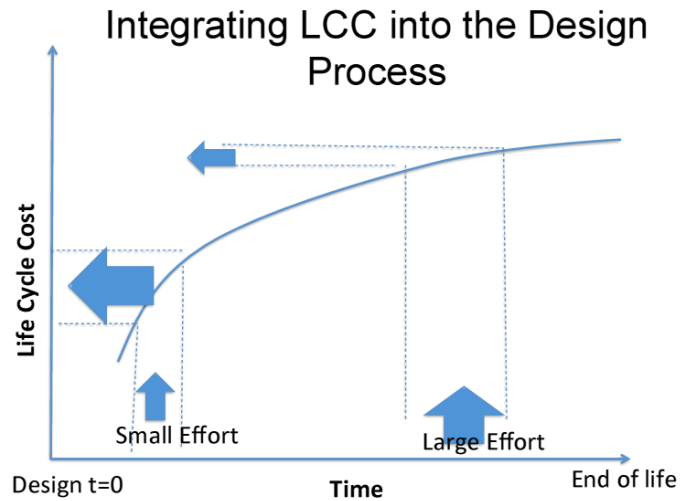 Integrating LCC into the Design
Process
Life Cycle Cost
Small Effort
Large Effort
Design t=0
Time
End of life